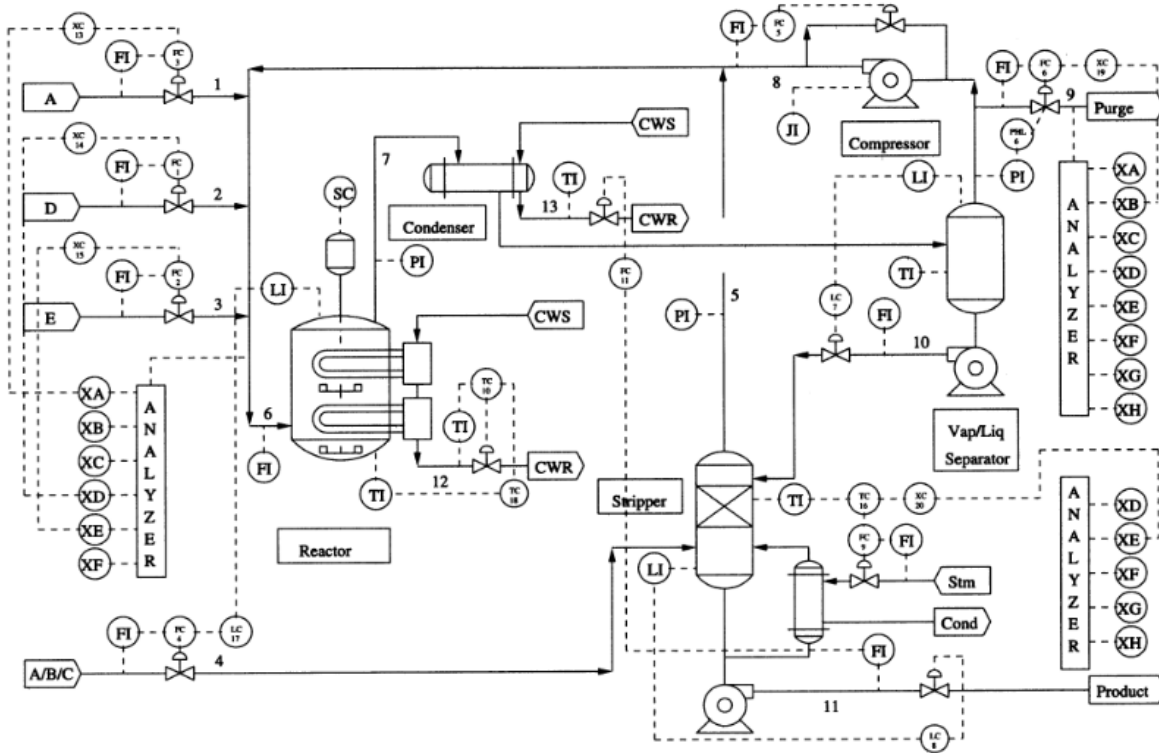 XC
13
FI
FC
3
A
1
XC
14
FI
FC
1
D
2
XC
15
FI
FC
2
E
3
LI
SC
7
PI
CWS
Condenser
TI
13
CWR
FC
11
CWS
TC
10
TI
12
CWR
TC
18
TI
6
FI
Reactor
XA
XB
XC
XD
XE
XF
ANALYZER
FI
FC
4
LC
17
A/B/C
4
FI
FC
5
8
JI
Compressor
FI
FC
6
XC
19
9
Purge
PHL
6
PI
LI
TI
LC
7
FI
10
Vap/Liq
Separator
PI
5
ANALYZER
XA
XB
XC
XD
XE
XF
XG
XH
Stripper
TI
TC
16
XC
20
FC
9
FI
Stm
LI
Cond
FI
11
LC
8
Product
ANALYZER
XD
XE
XF
XG
XH